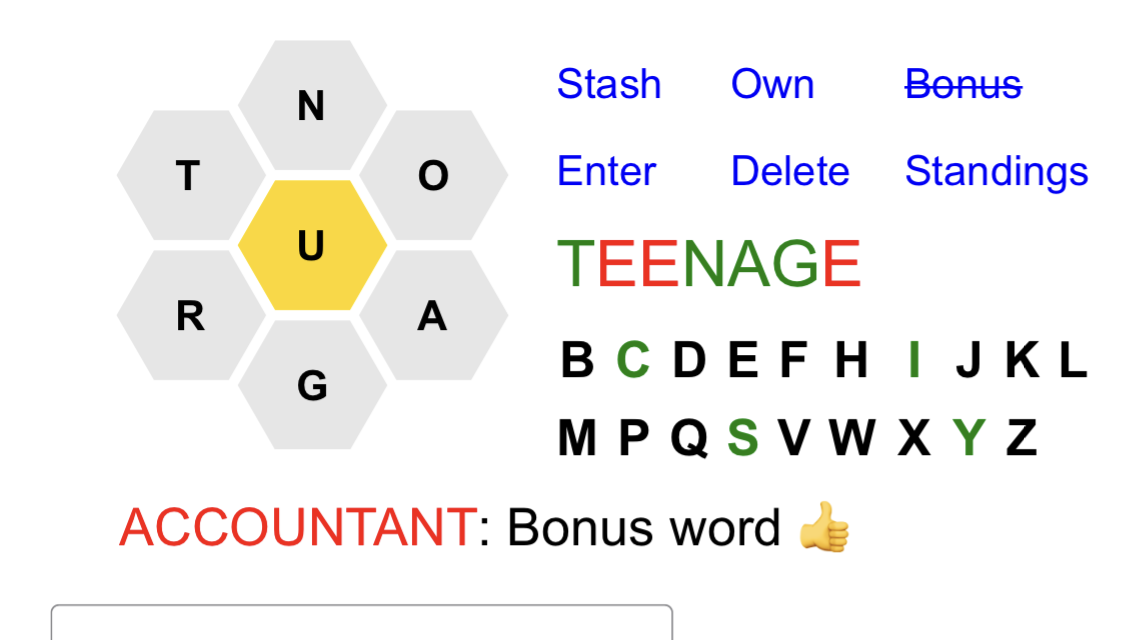 N
T O
U
R A
G
Stash Own Bonus
Enter Delete Standings
TEENAGE
B C D E F H I J K L
M P Q S V W X Y Z
ACCOUNTANT: Bonus word 👍